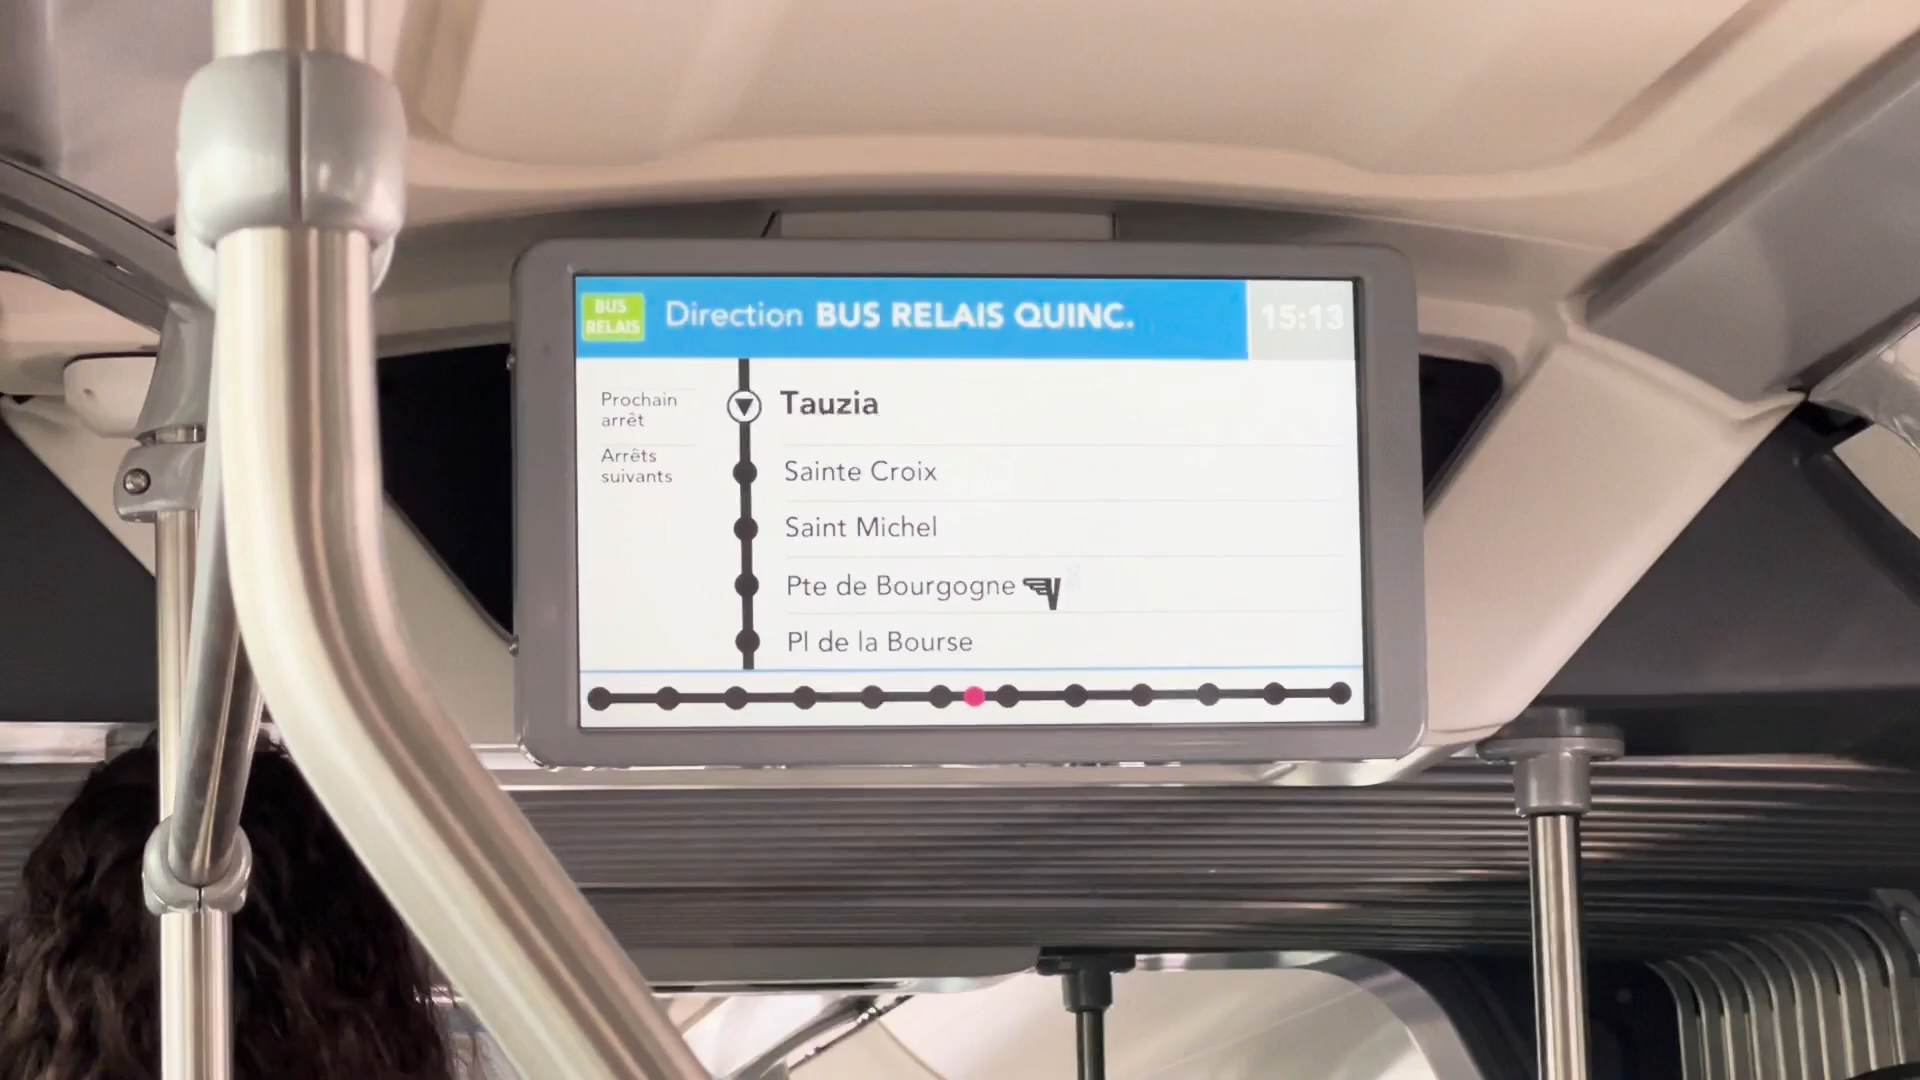 BUS
RELAIS
Direction BUS RELAIS QUINC.
15:13
Prochain
arrêt
Tauzia
Arrêts
suivants
Sainte Croix
Saint Michel
Pte de Bourgogne
Pl de la Bourse